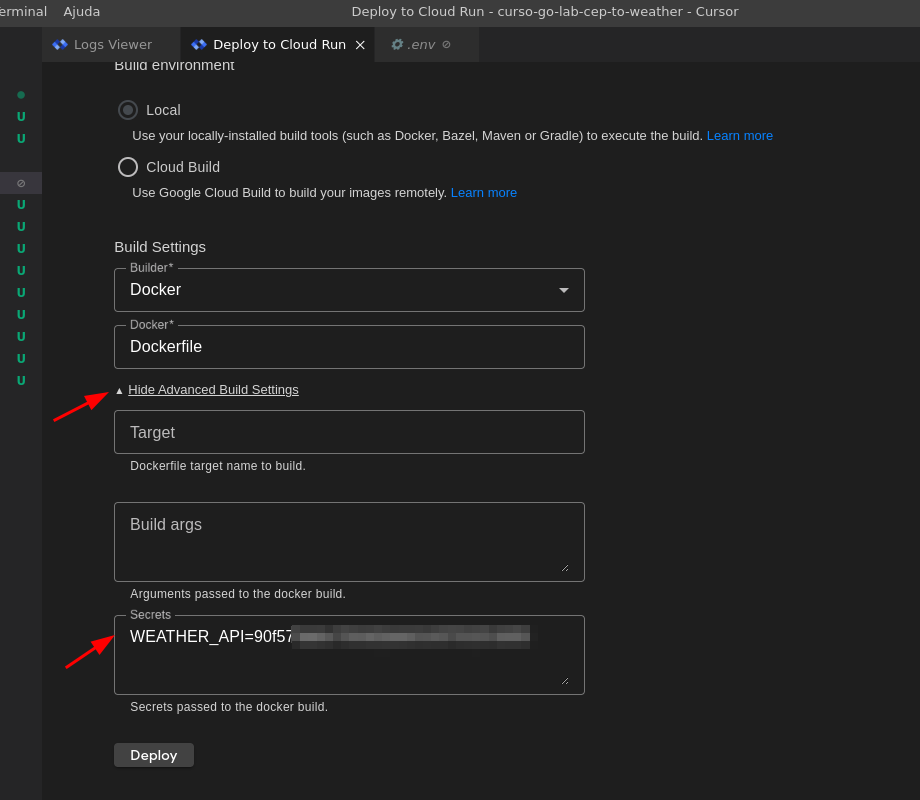 erminal Ajuda Deploy to Cloud Run - curso-go-lab-cep-to-weather - Cursor
Logs Viewer Deploy to Cloud Run .env
Build environment
Local
Use your locally-installed build tools (such as Docker, Bazel, Maven or Gradle) to execute the build. Learn more
Cloud Build
Use Google Cloud Build to build your images remotely. Learn more
Build Settings
Builder*
Docker
Docker*
Dockerfile
Hide Advanced Build Settings
Target
Dockerfile target name to build.
Build args
Arguments passed to the docker build.
Secrets
WEATHER_API=90f57
Secrets passed to the docker build.
Deploy
U
U
U
U
U
U
U
U
U
U
U